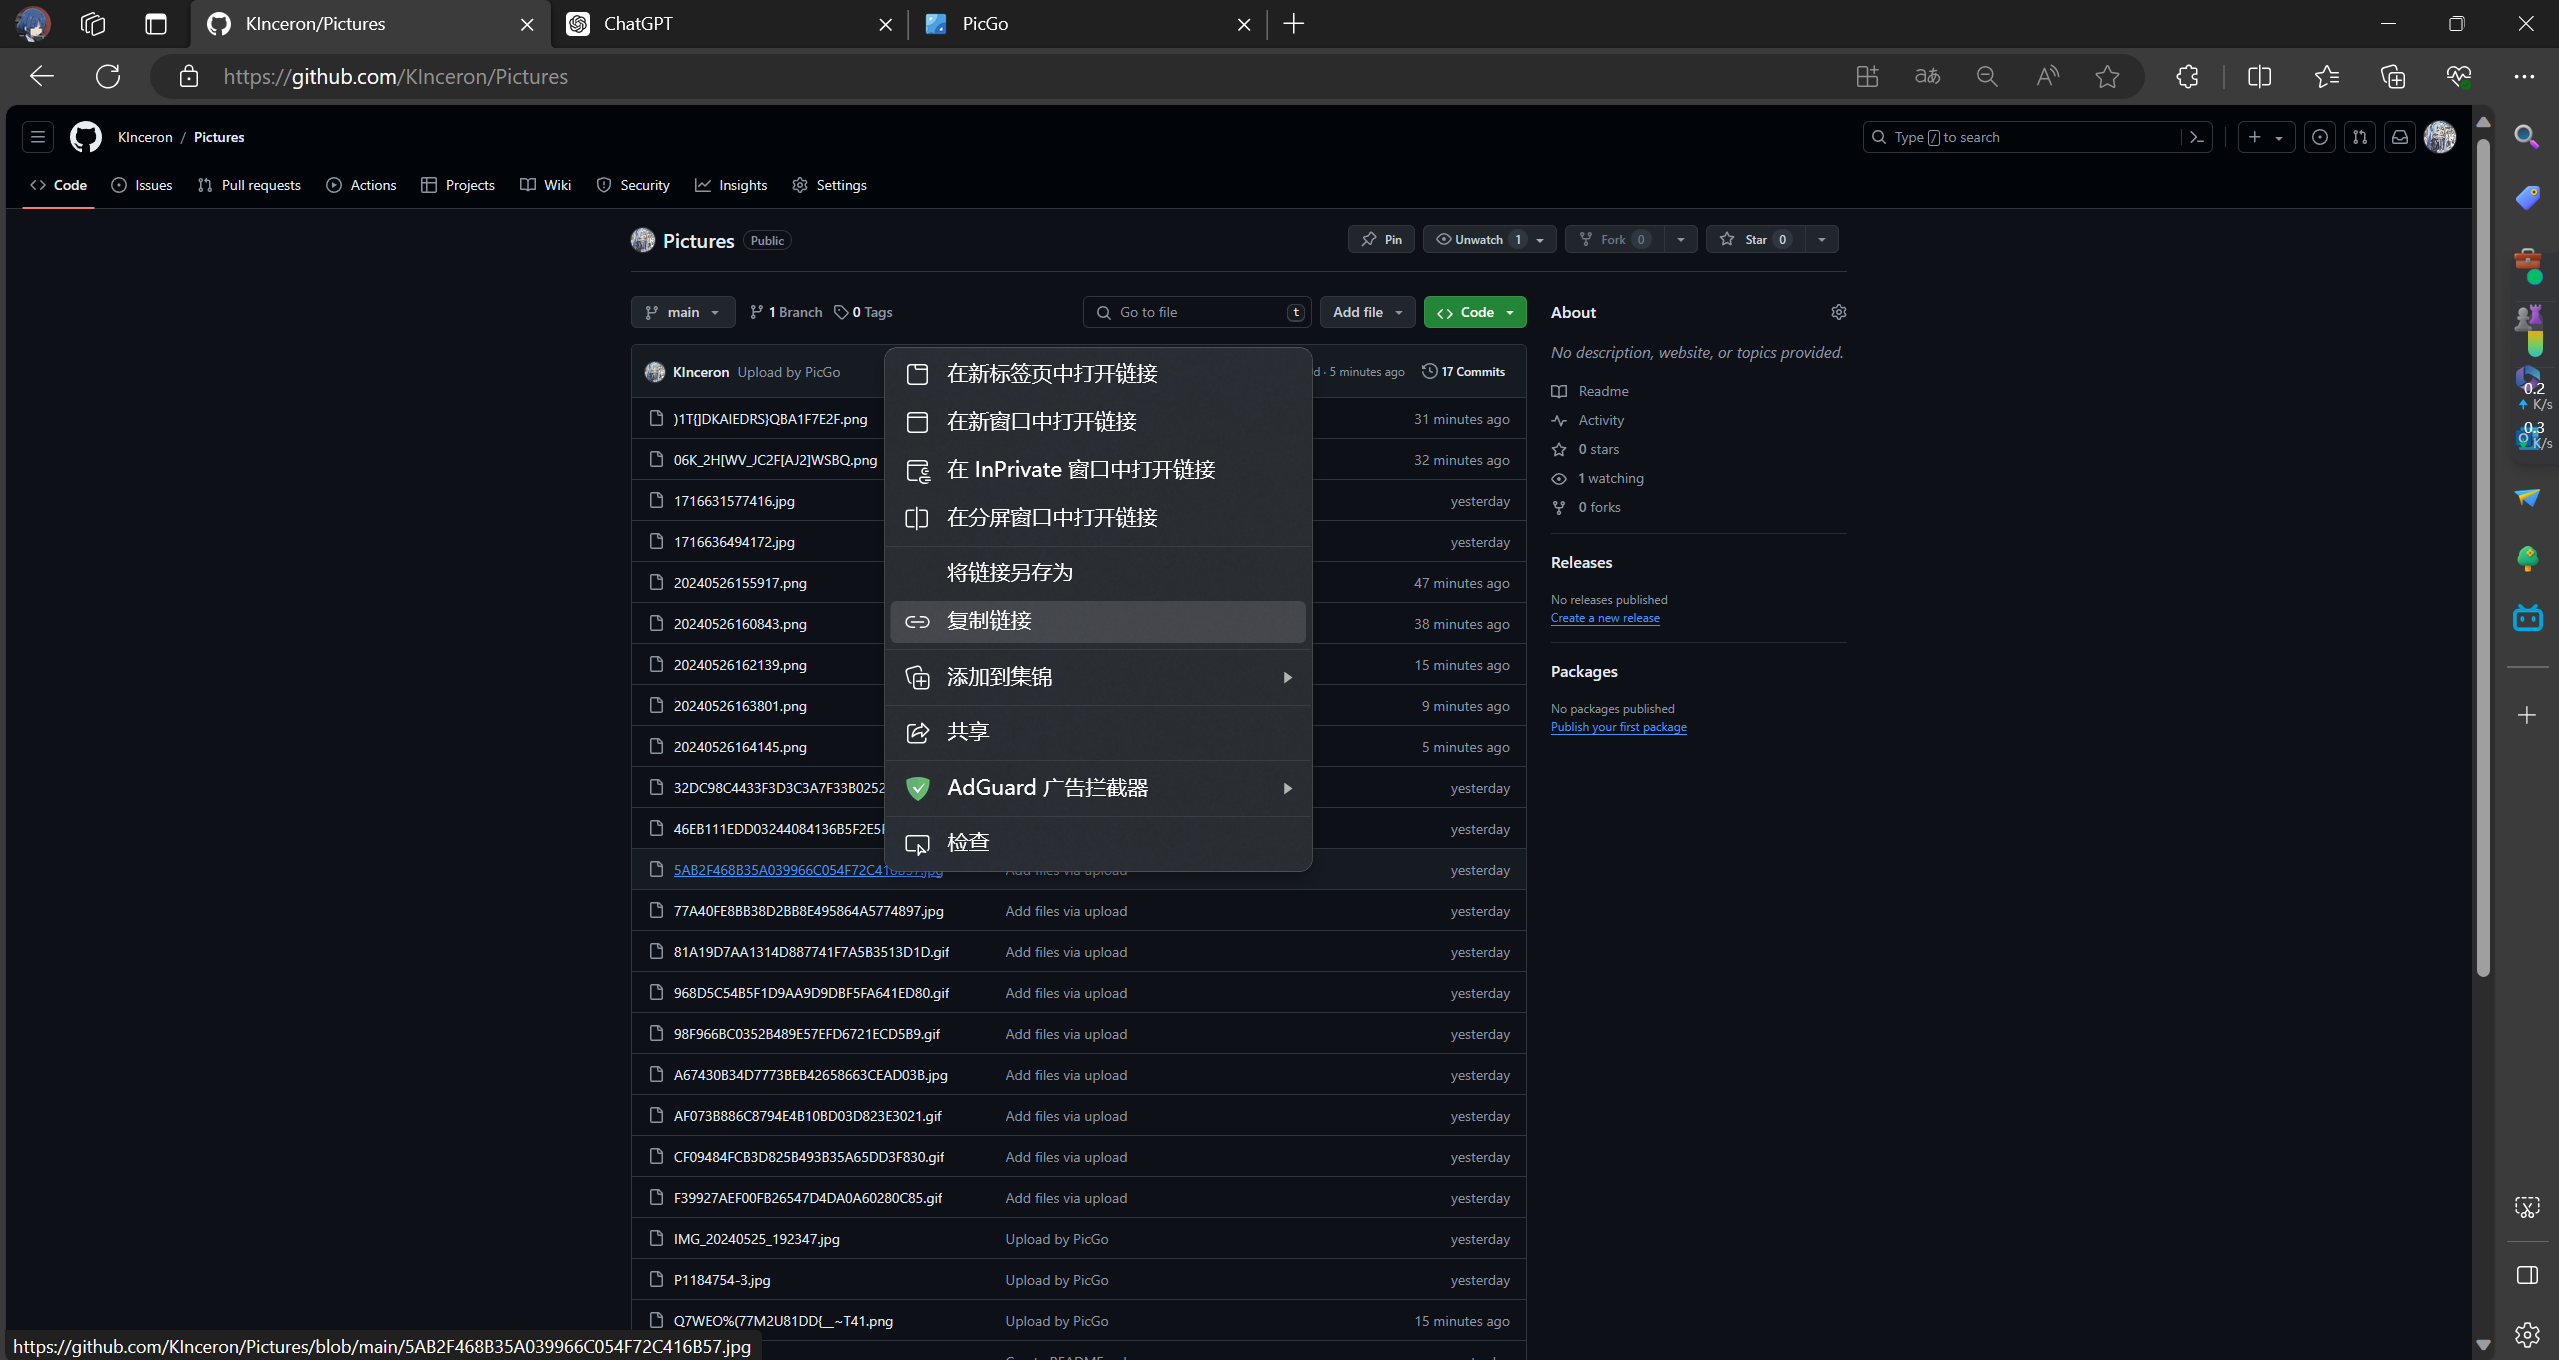 KInceron/Pictures
ChatGPT
PicGo
https://github.com/KInceron/Pictures
KInceron / Pictures
Type / to search
Code
Issues
Pull requests
Actions
Projects
Wiki
Security
Insights
Settings
Pictures Public
Pin
Unwatch 1
Fork 0
Star 0
main
1 Branch
0 Tags
Go to file t
Add file
Code
KInceron Upload by PicGo
· 5 minutes ago
17 Commits
)1T{]DKAIEDRS}QBA1F7E2F.png 31 minutes ago
06K_2H[WV_JC2F[AJ2]WSBQ.png 32 minutes ago
1716631577416.jpg yesterday
1716636494172.jpg yesterday
20240526155917.png 47 minutes ago
20240526160843.png 38 minutes ago
20240526162139.png 15 minutes ago
20240526163801.png 9 minutes ago
20240526164145.png 5 minutes ago
32DC98C4433F3D3C3A7F33B0252 yesterday
46EB111EDD03244084136B5F2E5 yesterday
5AB2F468B35A039966C054F72C416B57.jpg Add files via upload yesterday
77A40FE8BB38D2BB8E495864A5774897.jpg Add files via upload yesterday
81A19D7AA1314D887741F7A5B3513D1D.gif Add files via upload yesterday
968D5C54B5F1D9AA9D9DBF5FA641ED80.gif Add files via upload yesterday
98F966BC0352B489E57EFD6721ECD5B9.gif Add files via upload yesterday
A67430B34D7773BEB42658663CEAD03B.jpg Add files via upload yesterday
AF073B886C8794E4B10BD03D823E3021.gif Add files via upload yesterday
CF09484FCB3D825B493B35A65DD3F830.gif Add files via upload yesterday
F39927AEF00FB26547D4DA0A60280C85.gif Add files via upload yesterday
IMG_20240525_192347.jpg Upload by PicGo yesterday
P1184754-3.jpg Upload by PicGo yesterday
Q7WEO%(77M2U81DD{__~T41.png Upload by PicGo 15 minutes ago
在新标签页中打开链接
在新窗口中打开链接
在 InPrivate 窗口中打开链接
在分屏窗口中打开链接
将链接另存为
复制链接
添加到集锦
共享
AdGuard 广告拦截器
检查
About
No description, website, or topics provided.
Readme
Activity
0 stars
1 watching
0 forks
Releases
No releases published
Create a new release
Packages
No packages published
Publish your first package
0.2
K/s
0.3
K/s
https://github.com/KInceron/Pictures/blob/main/5AB2F468B35A039966C054F72C416B57.jpg